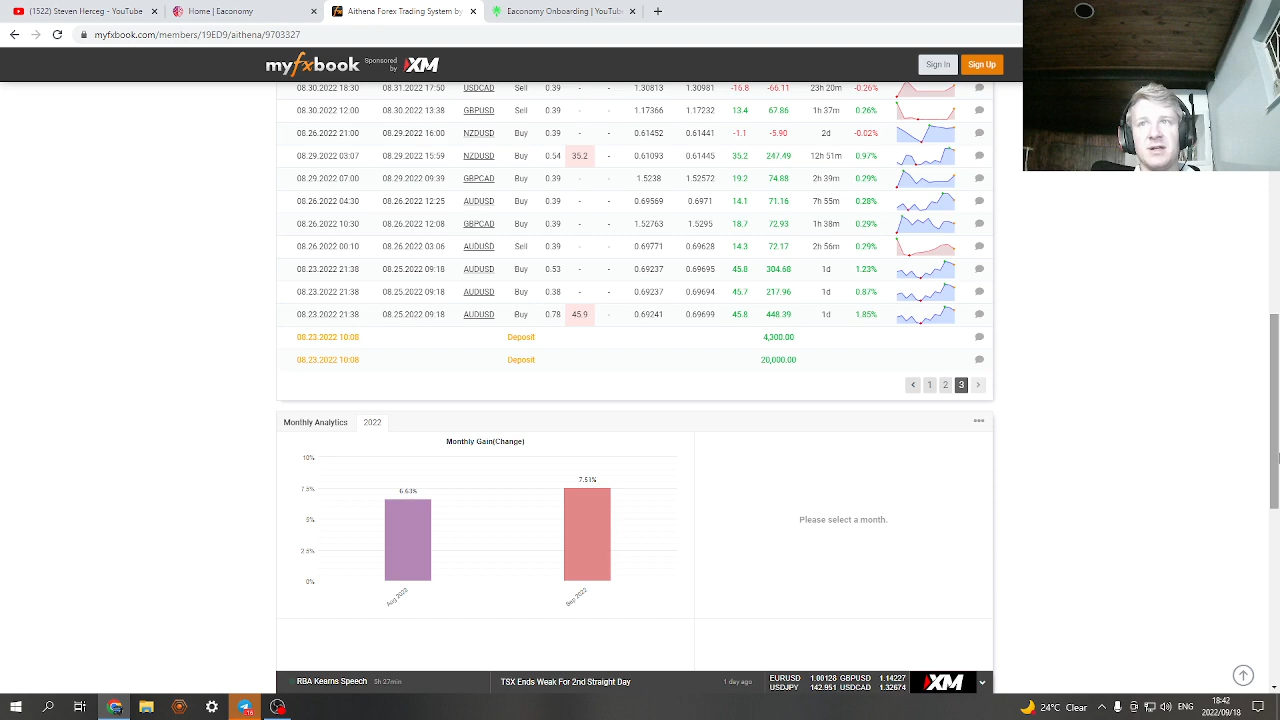 (1522) Steven Herceg - YouTub
Home | Eaconomy
Aithena Forex Trading System by
Eaconomy Onboarding | YouTub
myfxbook.com/members/19ED9/aithena/9703327
myfxbook Sponsored by XM Sign In Sign Up
08.30.2022 18:30 08.31.2022 17:50 USDCAD Sell 0.39 - - 1.30813 1.30981 -16.8 -66.11 23h 20m -0.26%
08.30.2022 12:00 08.30.2022 13:38 GBPUSD Sell 0.39 - - 1.17366 1.17232 13.4 67.86 1h 37m 0.26%
08.26.2022 21:00 08.29.2022 16:00 NZDUSD Buy 0.39 - - 0.61452 0.61441 -1.1 -5.90 2d -0.02%
08.29.2022 03:07 08.29.2022 15:59 NZDUSD Buy 0.54 35.2 - 0.61093 0.61445 35.2 247.49 12h 51m 0.97%
08.29.2022 07:00 08.29.2022 09:39 GBPCAD Buy 0.39 - - 1.5238 1.52572 19.2 74.88 2h 39m 0.29%
08.26.2022 04:30 08.26.2022 12:25 AUDUSD Buy 0.39 - - 0.69569 0.6971 14.1 71.16 7h 55m 0.28%
08.26.2022 10:30 08.26.2022 12:08 GBPCAD Buy 0.39 - - 1.52763 1.5295 18.7 72.93 1h 38m 0.29%
08.26.2022 00:10 08.26.2022 03:06 AUDUSD Sell 0.39 - - 0.69771 0.69628 14.3 72.17 2h 56m 0.29%
08.23.2022 21:38 08.25.2022 09:18 AUDUSD Buy 0.53 - - 0.69237 0.69695 45.8 304.68 1d 1.23%
08.23.2022 21:38 08.25.2022 09:18 AUDUSD Buy 0.38 - - 0.69237 0.69694 45.7 217.96 1d 0.87%
08.23.2022 21:38 08.25.2022 09:18 AUDUSD Buy 0.78 45.9 - 0.69241 0.69699 45.8 448.39 1d 1.85%
08.23.2022 10:08 Deposit 4,300.00
08.23.2022 10:08 Deposit 20,000.00
1 2 3
Monthly Analytics 2022
Monthly Gain(Change)
10%
7.5%
5%
2.5%
0%
6.63%
7.51%
Aug 2022
Sep 2022
Please select a month.
RBA Kearns Speech 5h 27min
TSX Ends Week For 2nd Straight Day 1 day ago
EURUSD 1.00126 GBPUSD 1.14227
USDJPY 142.951 USDCAD 1.32674
XM
18:42
2022/09/18